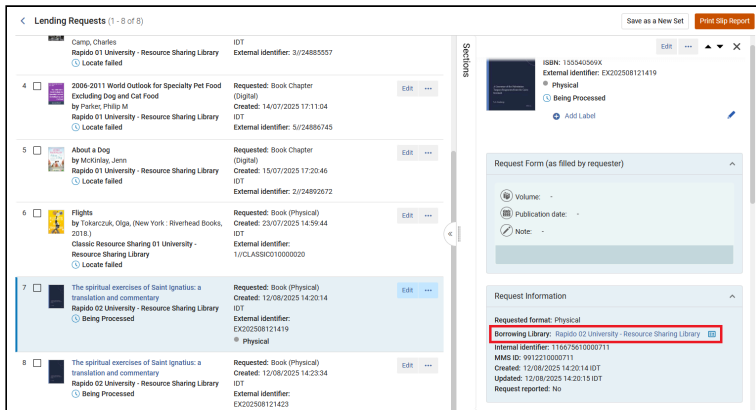 Lending Requests (1 - 8 of 8)
Save as a New Set
Print Slip Report
Camp, Charles
Rapido 01 University - Resource Sharing Library
Locate failed
IDT
External identifier: 3//24885557
4
2006-2011 World Outlook for Specialty Pet Food
Excluding Dog and Cat Food
by Parker, Philip M
Rapido 01 University - Resource Sharing Library
Locate failed
Requested: Book Chapter
(Digital)
Created: 14/07/2025 17:11:04
IDT
External identifier: 5//24886745
Edit
5
About a Dog
by McKinlay, Jenn
Rapido 01 University - Resource Sharing Library
Locate failed
Requested: Book Chapter
(Digital)
Created: 15/07/2025 17:20:46
IDT
External identifier: 2//24892672
Edit
6
Flights
by Tokarczuk, Olga, (New York : Riverhead Books,
2018.)
Classic Resource Sharing 01 University -
Resource Sharing Library
Locate failed
Requested: Book (Physical)
Created: 23/07/2025 14:59:44
IDT
External identifier:
1//CLASSIC010000020
Edit
7
The spiritual exercises of Saint Ignatius: a
translation and commentary
Rapido 02 University - Resource Sharing Library
Being Processed
Requested: Book (Physical)
Created: 12/08/2025 14:20:14
IDT
External identifier:
EX202508121419
Physical
Edit
8
The spiritual exercises of Saint Ignatius: a
translation and commentary
Rapido 02 University - Resource Sharing Library
Being Processed
Requested: Book (Physical)
Created: 12/08/2025 14:23:34
IDT
External identifier:
EX202508121423
Edit
Sections
Edit
ISBN: 155540569X
External identifier: EX202508121419
Physical
Being Processed
Add Label
Request Form (as filled by requester)
Volume: -
Publication date: -
Note: -
Request Information
Requested format: Physical
Borrowing Library: Rapido 02 University - Resource Sharing Library
Internal identifier: 116675610000711
MMS ID: 9912210000711
Created: 12/08/2025 14:20:14 IDT
Updated: 12/08/2025 14:20:15 IDT
Request reported: No